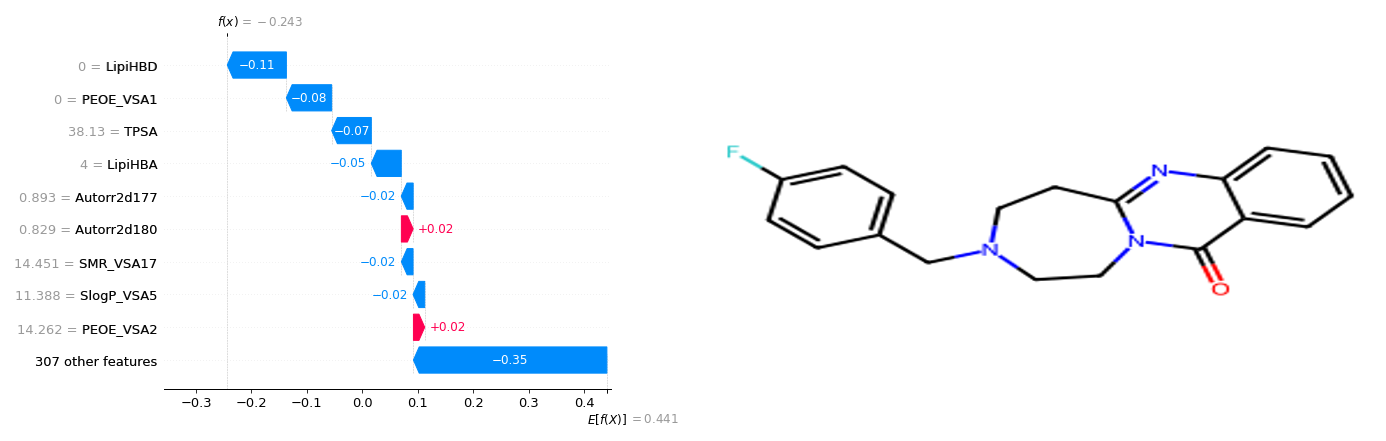 f(x) = −0.243
0 = LipiHBD
−0.11
0 = PEOE_VSA1
−0.08
38.13 = TPSA
−0.07
4 = LipiHBA
−0.05
0.893 = Autorr2d177
−0.02
0.829 = Autorr2d180
+0.02
14.451 = SMR_VSA17
−0.02
11.388 = SlogP_VSA5
−0.02
14.262 = PEOE_VSA2
+0.02
307 other features
−0.35
−0.3 −0.2 −0.1 0.0 0.1 0.2 0.3 0.4
E[f(X)] = 0.441
F
N
N
N
O